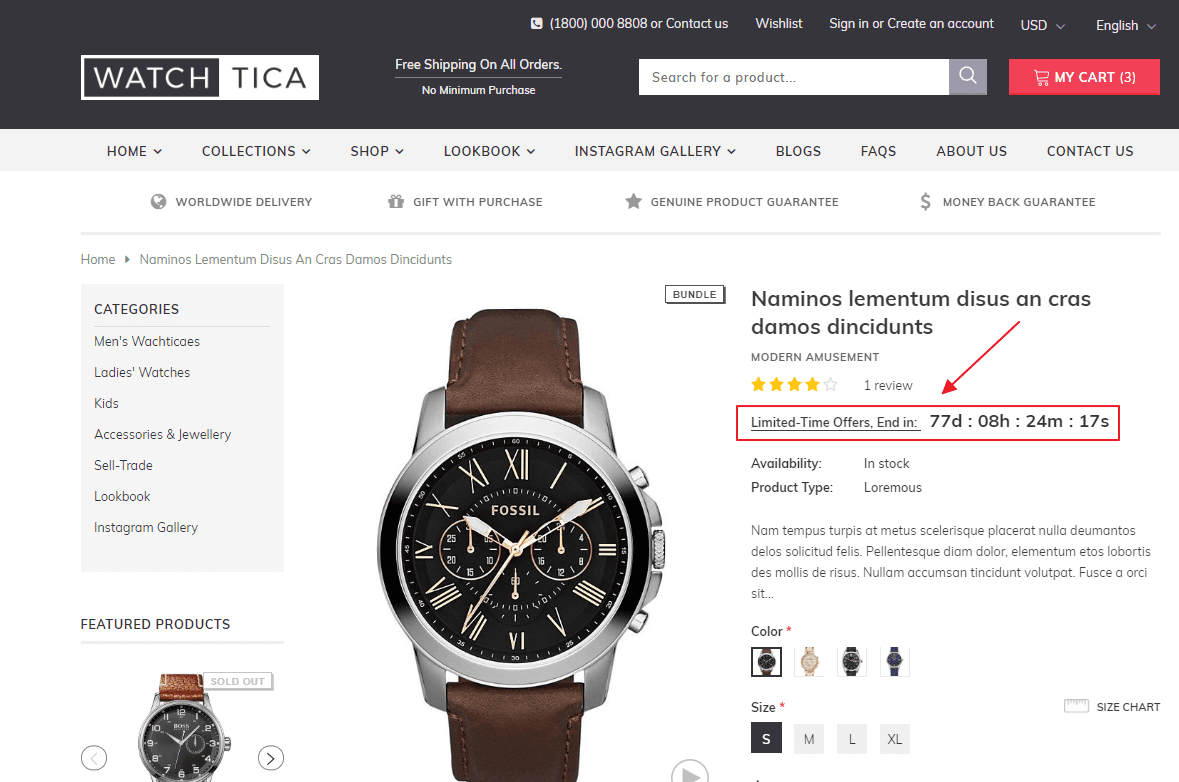 (1800) 000 8808 or Contact us Wishlist Sign in or Create an account USD English
WATCH TICA
Free Shipping On All Orders.
No Minimum Purchase
Search for a product...
MY CART (3)
HOME COLLECTIONS SHOP LOOKBOOK INSTAGRAM GALLERY BLOGS FAQS ABOUT US CONTACT US
WORLDWIDE DELIVERY GIFT WITH PURCHASE GENUINE PRODUCT GUARANTEE MONEY BACK GUARANTEE
Home Naminos Lementum Disus An Cras Damos Dincidunts
CATEGORIES
Men's Wachticaes
Ladies' Watches
Kids
Accessories & Jewellery
Sell-Trade
Lookbook
Instagram Gallery
FEATURED PRODUCTS
SOLD OUT
BOSS
BUNDLE
FOSSIL
Naminos lementum disus an cras
damos dincidunts
MODERN AMUSEMENT
1 review
Limited-Time Offers, End in: 77d : 08h : 24m : 17s
Availability: In stock
Product Type: Loremous
Nam tempus turpis at metus scelerisque placerat nulla deumantos
delos solicitud felis. Pellentesque diam dolor, elementum etos lobortis
des mollis de risus. Nullam accumsan tincidunt volutpat. Fusce a orci
sit...
Color *
Size *
SIZE CHART
S M L XL